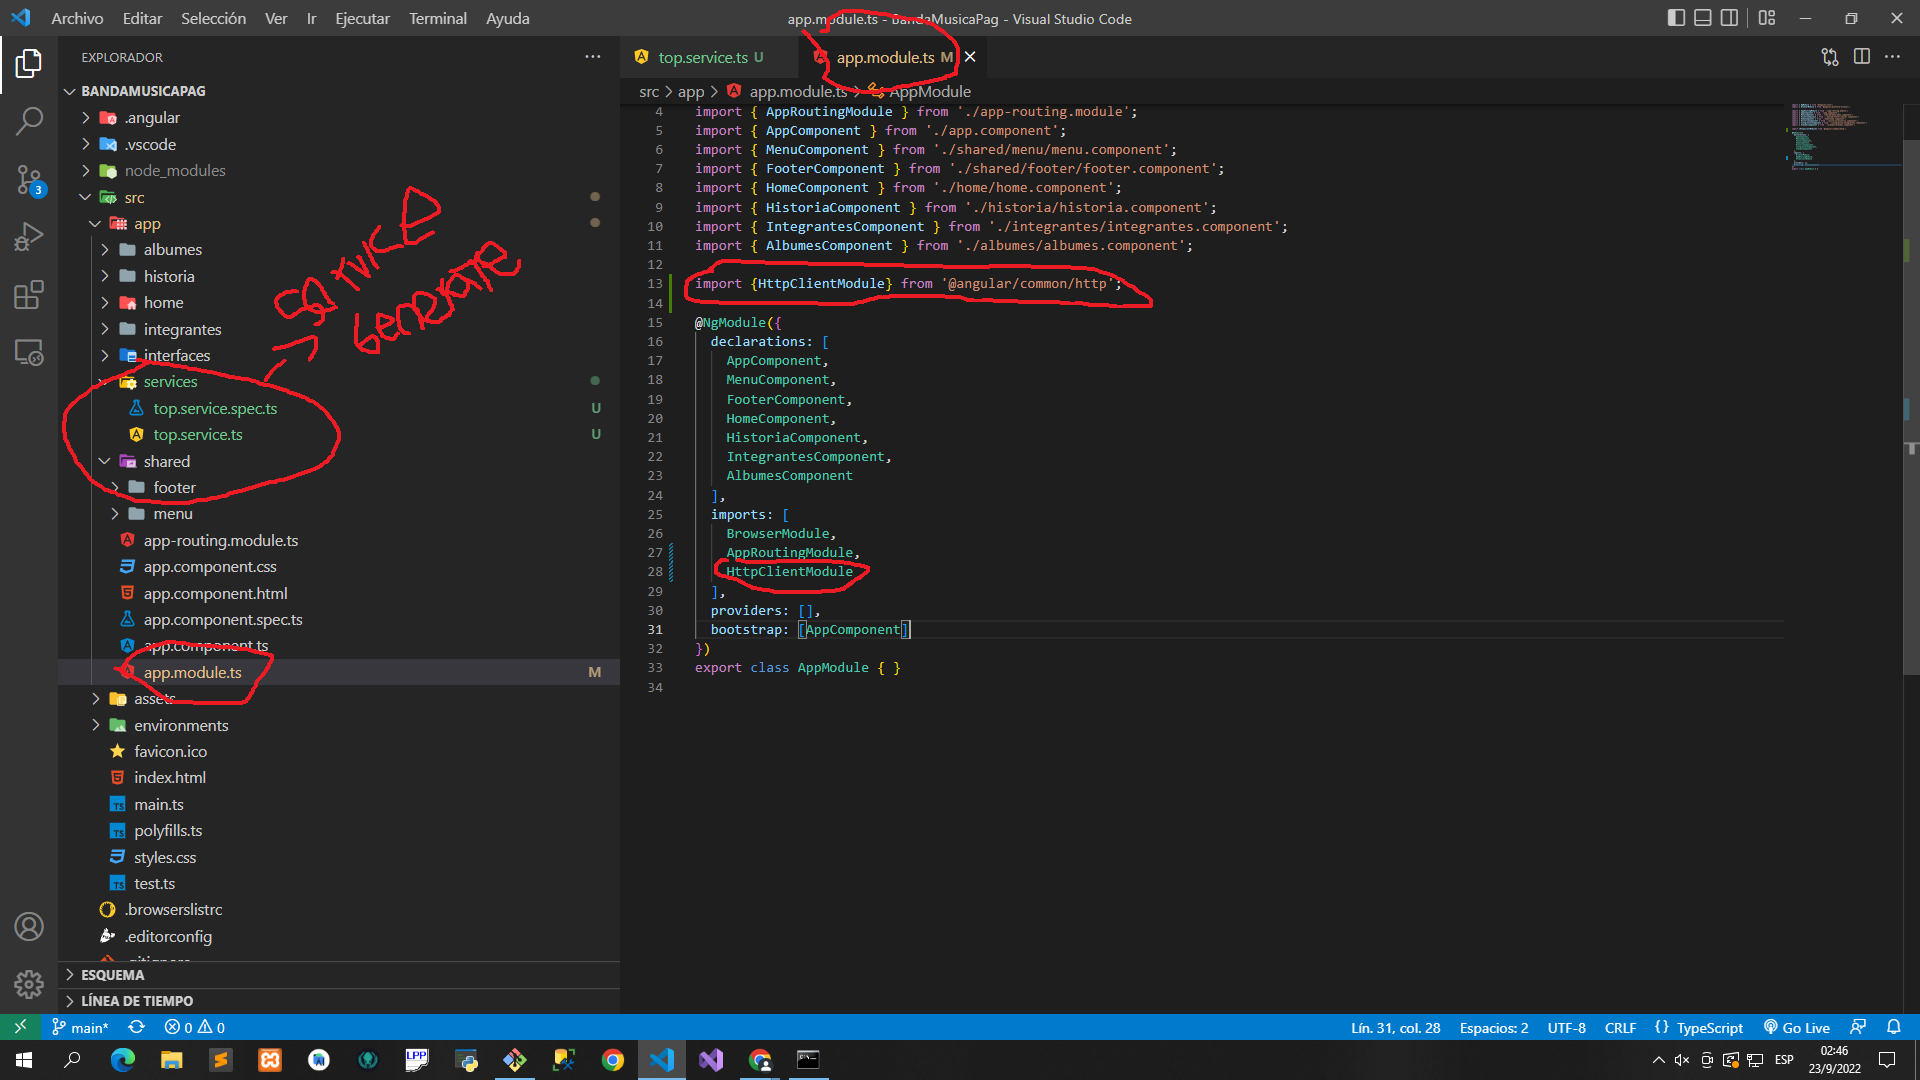 Archivo Editar Selección Ver Ir Ejecutar Terminal Ayuda
app.module.ts - BandaMusicaPag - Visual Studio Code
EXPLORADOR
BANDAMUSICAPAG
.angular
.vscode
node_modules
src
app
albumes
historia
home
integrantes
interfaces
services
top.service.spec.ts U
top.service.ts U
shared
footer
menu
app-routing.module.ts
app.component.css
app.component.html
app.component.spec.ts
app.component.ts
app.module.ts M
assets
environments
favicon.ico
index.html
main.ts
polyfills.ts
styles.css
test.ts
.browserslistrc
.editorconfig
.gitignore
ESQUEMA
LÍNEA DE TIEMPO
3
service
Generate
top.service.ts U
app.module.ts M
src > app > app.module.ts > AppModule
4 import { AppRoutingModule } from './app-routing.module';
5 import { AppComponent } from './app.component';
6 import { MenuComponent } from './shared/menu/menu.component';
7 import { FooterComponent } from './shared/footer/footer.component';
8 import { HomeComponent } from './home/home.component';
9 import { HistoriaComponent } from './historia/historia.component';
10 import { IntegrantesComponent } from './integrantes/integrantes.component';
11 import { AlbumesComponent } from './albumes/albumes.component';
12
13 import {HttpClientModule} from '@angular/common/http';
14
15 @NgModule({
16 declarations: [
17 AppComponent,
18 MenuComponent,
19 FooterComponent,
20 HomeComponent,
21 HistoriaComponent,
22 IntegrantesComponent,
23 AlbumesComponent
24 ],
25 imports: [
26 BrowserModule,
27 AppRoutingModule,
28 HttpClientModule
29 ],
30 providers: [],
31 bootstrap: [AppComponent]
32 })
33 export class AppModule { }
34
main* 0 0
Lín. 31, col. 28 Espacios: 2 UTF-8 CRLF {} TypeScript Go Live
LPP
ESP
02:46
23/9/2022